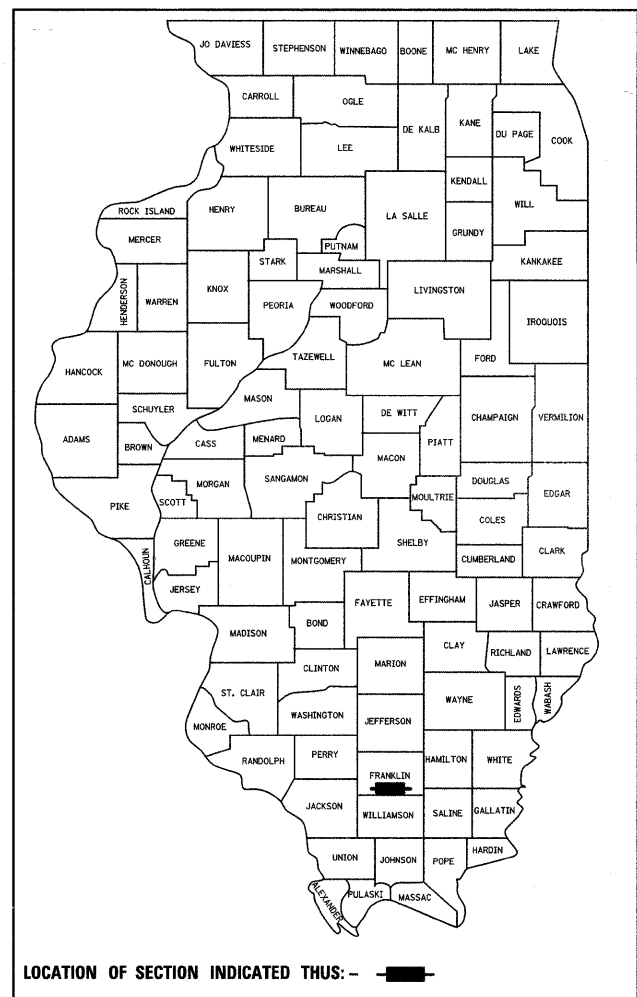 JO DAVIESS STEPHENSON WINNEBAGO BOONE MC HENRY LAKE
CARROLL OGLE DE KALB KANE DU PAGE COOK
WHITESIDE LEE
KENDALL WILL
ROCK ISLAND HENRY BUREAU LA SALLE
MERCER PUTNAM GRUNDY
STARK MARSHALL KANKAKEE
HENDERSON WARREN KNOX PEORIA WOODFORD LIVINGSTON IROQUOIS
HANCOCK MC DONOUGH FULTON TAZEWELL MC LEAN FORD
MASON
SCHUYLER LOGAN DE WITT CHAMPAIGN VERMILION
ADAMS BROWN CASS MENARD MACON PIATT
MORGAN SANGAMON DOUGLAS
PIKE SCOTT CHRISTIAN MOULTRIE COLES EDGAR
GREENE MACOUPIN MONTGOMERY SHELBY CUMBERLAND CLARK
CALHOUN JERSEY
FAYETTE EFFINGHAM JASPER CRAWFORD
MADISON BOND
CLAY RICHLAND LAWRENCE
CLINTON MARION
ST. CLAIR WAYNE EDWARDS WABASH
MONROE WASHINGTON JEFFERSON
RANDOLPH PERRY HAMILTON WHITE
FRANKLIN
JACKSON WILLIAMSON SALINE GALLATIN
UNION JOHNSON POPE HARDIN
ALEXANDER PULASKI MASSAC
LOCATION OF SECTION INDICATED THUS: -